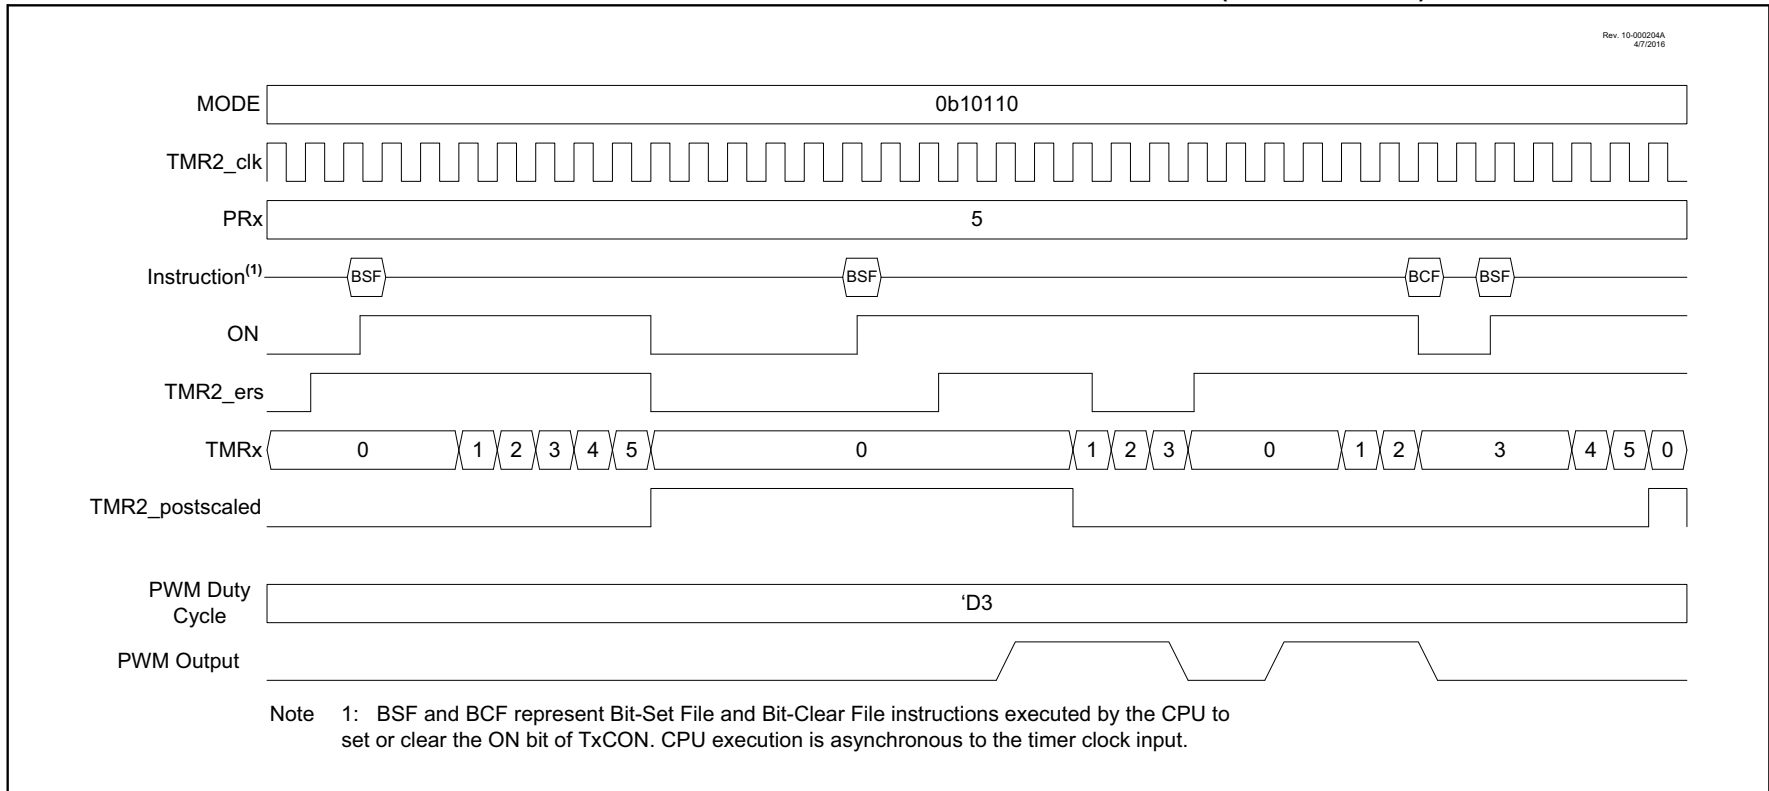 Rev. 10-000204A
4/7/2016
MODE 0b10110
TMR2_clk
PRx 5
Instruction(1) BSF BSF BCF BSF
ON
TMR2_ers
TMRx 0 1 2 3 4 5 0 1 2 3 0 1 2 3 4 5 0
TMR2_postscaled
PWM Duty
Cycle
‘D3
PWM Output
Note 1: BSF and BCF represent Bit-Set File and Bit-Clear File instructions executed by the CPU to
set or clear the ON bit of TxCON. CPU execution is asynchronous to the timer clock input.